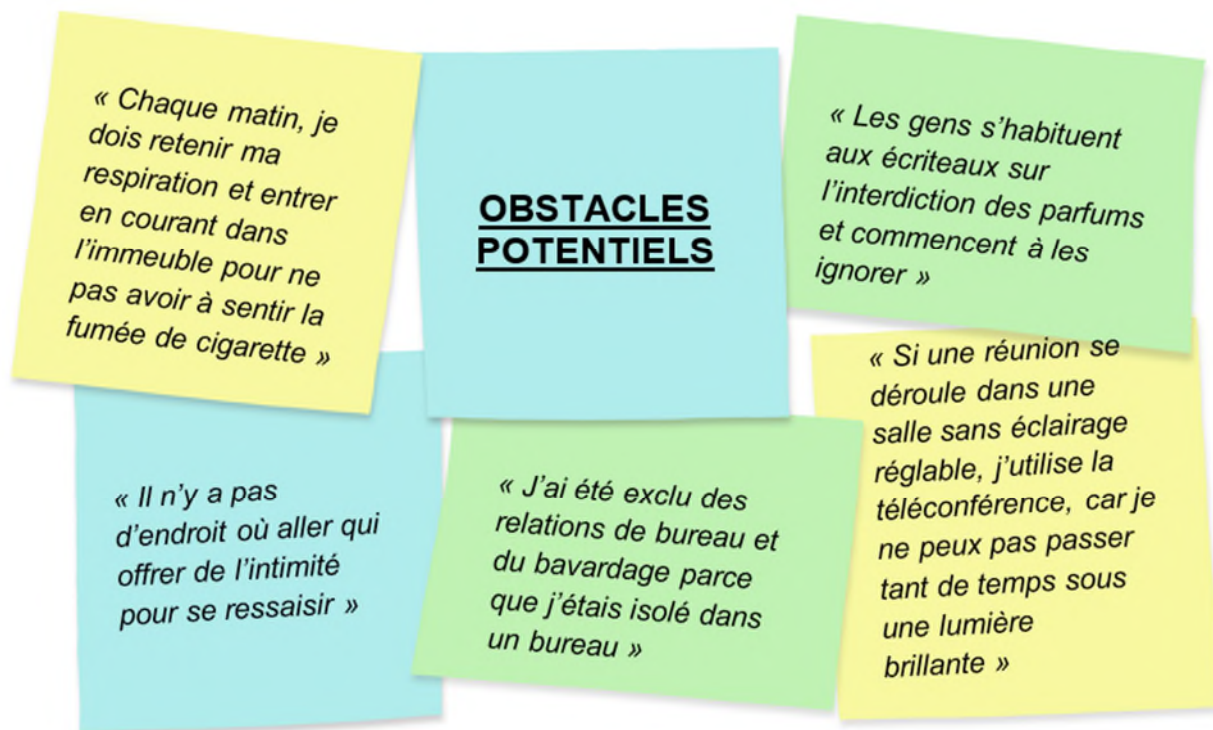 « Chaque matin, je
dois retenir ma
respiration et entrer
en courant dans
l'immeuble pour ne
pas avoir à sentir la
fumée de cigarette »
OBSTACLES
POTENTIELS
« Les gens s'habituent
aux écriteaux sur
l'interdiction des parfums
et commencent à les
ignorer »
« Il n'y a pas
d'endroit où aller qui
offrer de l'intimité
pour se ressaisir »
« J'ai été exclu des
relations de bureau et
du bavardage parce
que j'étais isolé dans
un bureau »
« Si une réunion se
déroule dans une
salle sans éclairage
réglable, j'utilise la
téléconférence, car je
ne peux pas passer
tant de temps sous
une lumière
brillante »